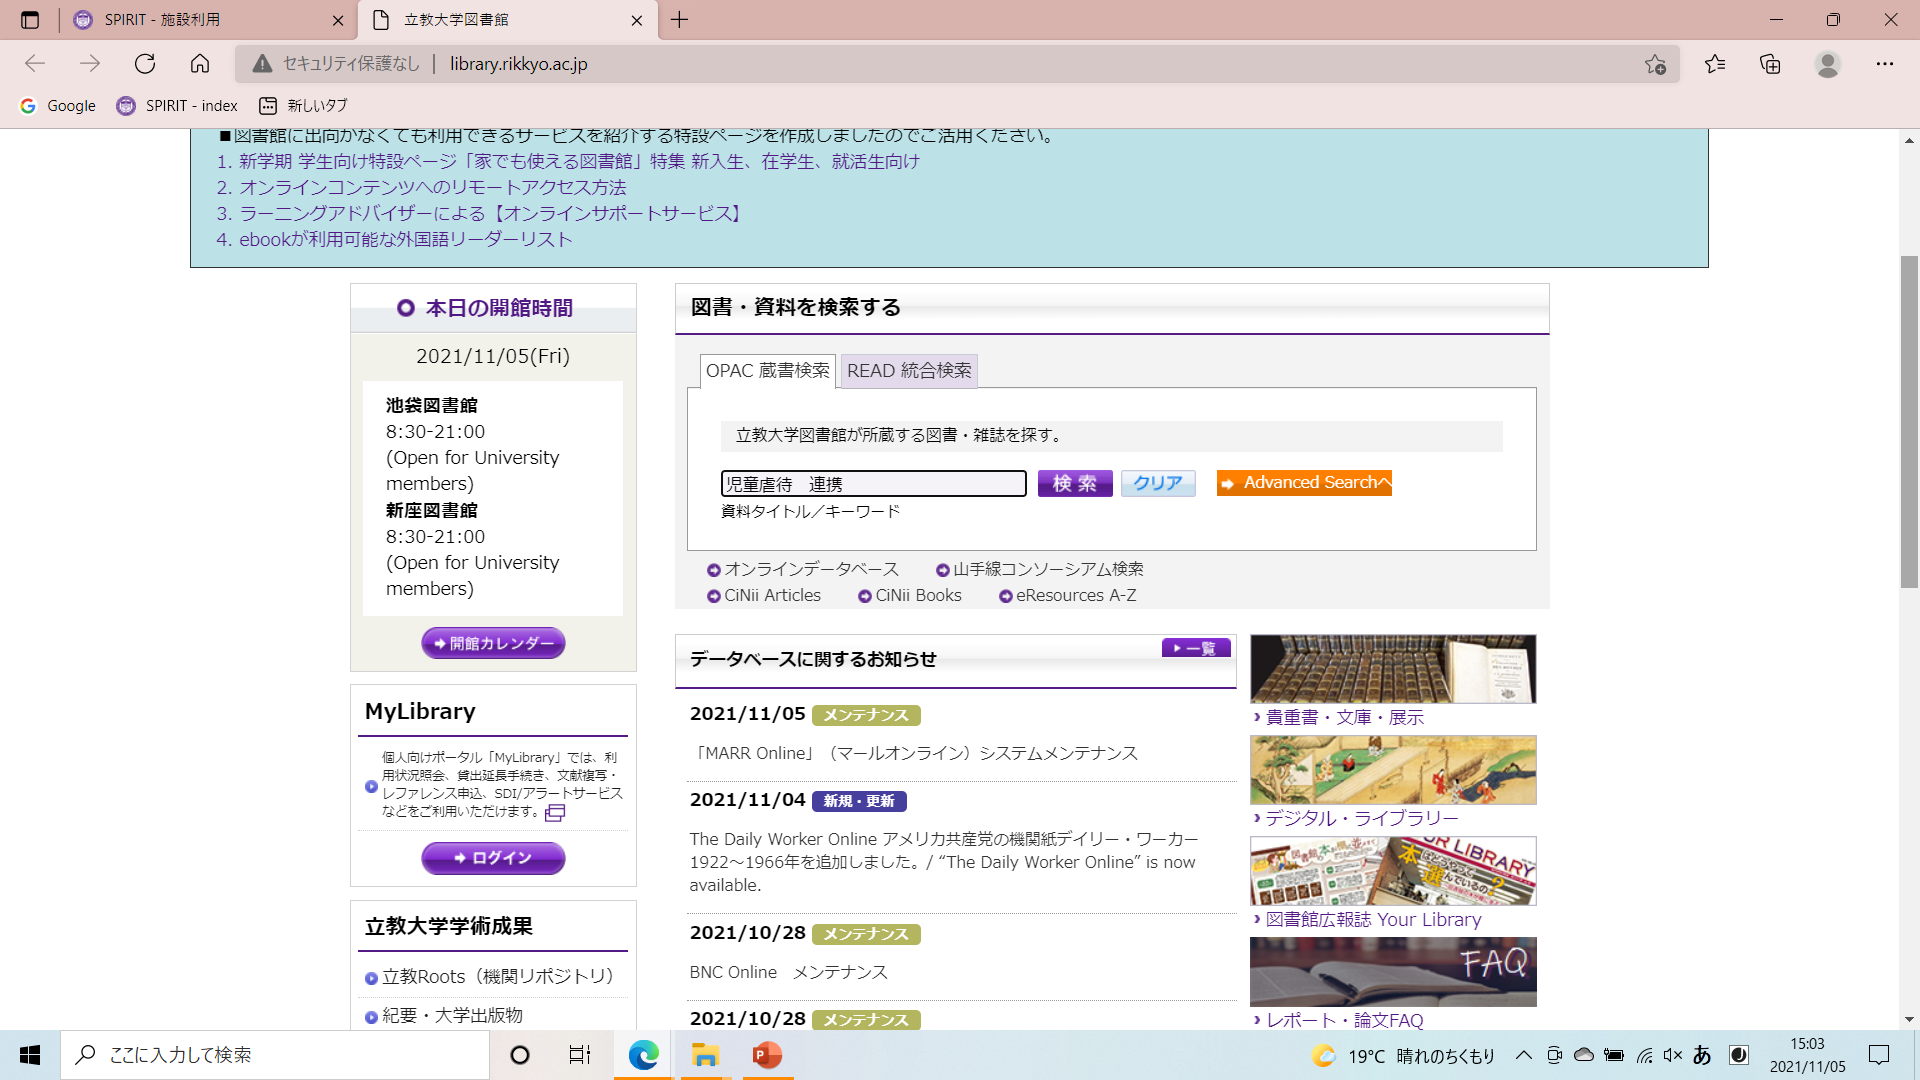 SPIRIT - 施設利用
立教大学図書館
セキュリティ保護なし
library.rikkyo.ac.jp
Google
SPIRIT - index
新しいタブ
■図書館に出向かなくても利用できるサービスを紹介する特設ページを作成しましたのでご活用ください。
1. 新学期 学生向け特設ページ「家でも使える図書館」特集 新入生、在学生、就活生向け
2. オンラインコンテンツへのリモートアクセス方法
3. ラーニングアドバイザーによる【オンラインサポートサービス】
4. ebookが利用可能な外国語リーダーリスト
本日の開館時間
2021/11/05(Fri)
池袋図書館
8:30-21:00
(Open for University
members)
新座図書館
8:30-21:00
(Open for University
members)
開館カレンダー
MyLibrary
個人向けポータル「MyLibrary」では、利
用状況照会、貸出延長手続き、文献複写・
レファレンス申込、SDI/アラートサービス
などをご利用いただけます。
ログイン
立教大学学術成果
立教Roots（機関リポジトリ）
紀要・大学出版物
図書・資料を検索する
OPAC 蔵書検索
READ 統合検索
立教大学図書館が所蔵する図書・雑誌を探す。
児童虐待　連携
検 索
クリア
Advanced Searchへ
資料タイトル／キーワード
オンラインデータベース
山手線コンソーシアム検索
CiNii Articles
CiNii Books
eResources A-Z
データベースに関するお知らせ
一覧
2021/11/05 メンテナンス
「MARR Online」（マールオンライン）システムメンテナンス
2021/11/04 新規・更新
The Daily Worker Online アメリカ共産党の機関紙デイリー・ワーカー
1922～1966年を追加しました。/ “The Daily Worker Online” is now
available.
2021/10/28 メンテナンス
BNC Online　メンテナンス
2021/10/28 メンテナンス
貴重書・文庫・展示
デジタル・ライブラリー
OR LIBRARY
本はどうやって
選んでいるの?
図書館広報誌 Your Library
FAQ
レポート・論文FAQ
ここに入力して検索
19°C 晴れのちくもり
あ
15:03
2021/11/05